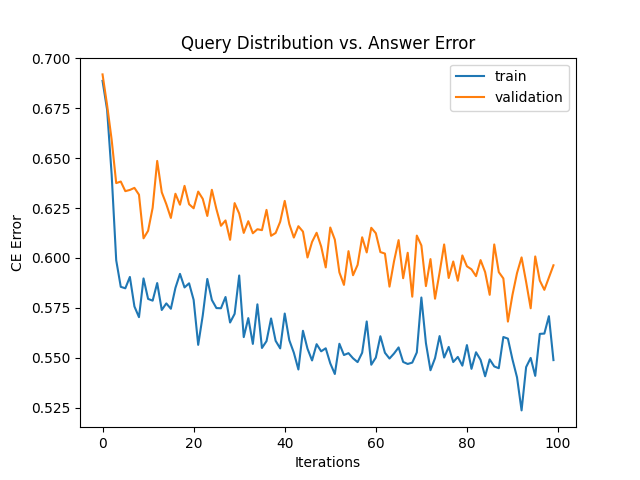 Query Distribution vs. Answer Error
train
validation
CE Error
0.700
0.675
0.650
0.625
0.600
0.575
0.550
0.525
0 20 40 60 80 100
Iterations